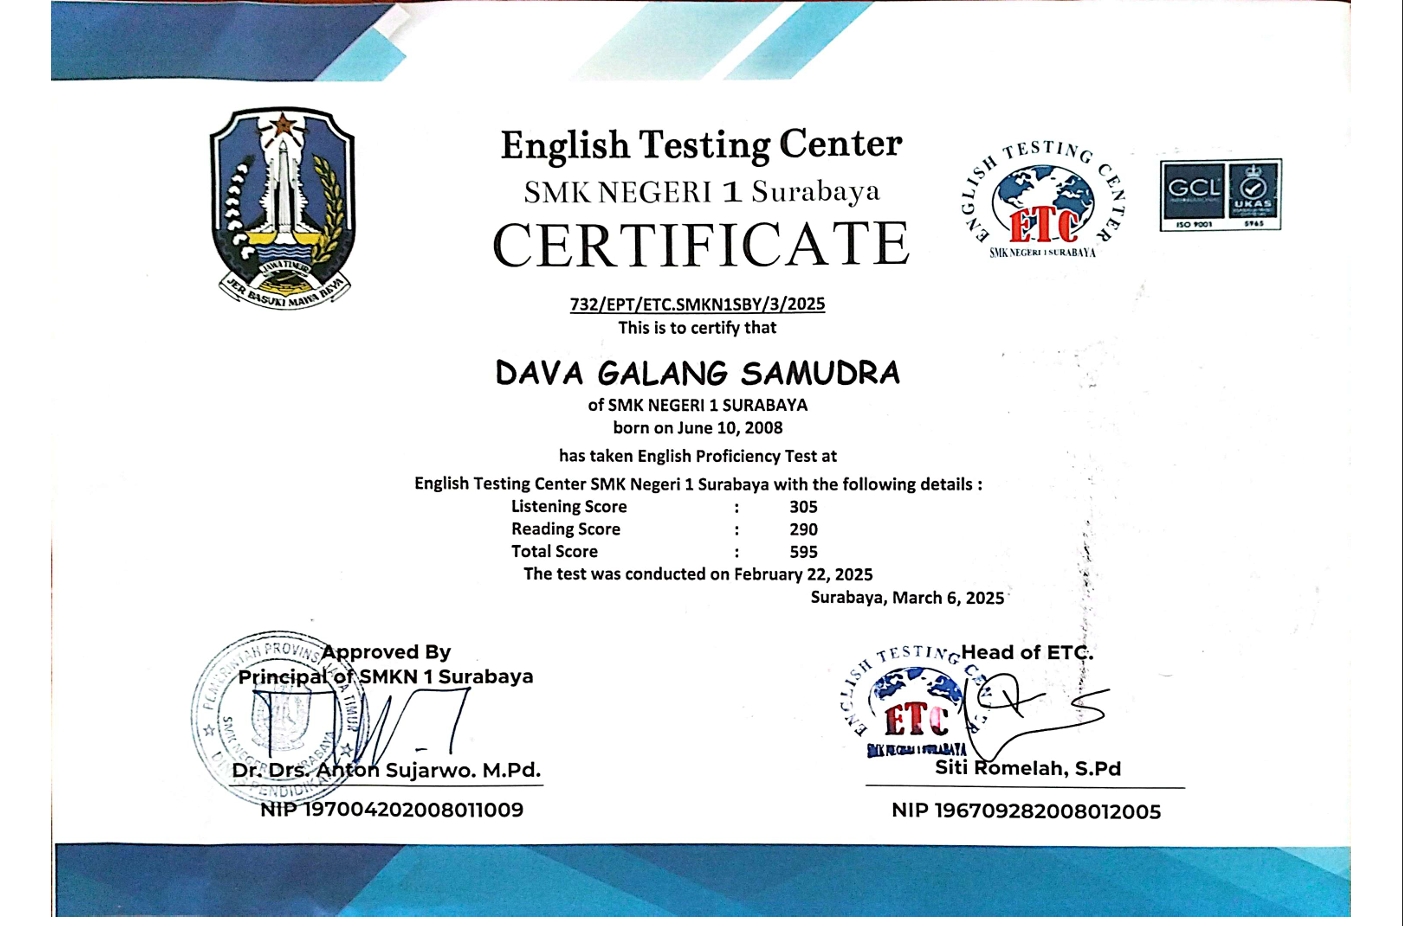 English Testing Center
SMK NEGERI 1 Surabaya
CERTIFICATE
JAWA TIMUR
JER BASUKI MAWA BEYA
ENGLISH TESTING CENTER
ETC
SMK NEGERI 1 SURABAYA
GCL
UKAS
ISO 9001
5965
732/EPT/ETC.SMKN1SBY/3/2025
This is to certify that
DAVA GALANG SAMUDRA
of SMK NEGERI 1 SURABAYA
born on June 10, 2008
has taken English Proficiency Test at
English Testing Center SMK Negeri 1 Surabaya with the following details :
Listening Score : 305
Reading Score : 290
Total Score : 595
The test was conducted on February 22, 2025
Surabaya, March 6, 2025
Approved By
Principal of SMKN 1 Surabaya
Dr. Drs. Anton Sujarwo. M.Pd.
NIP 197004202008011009
PEMERINTAH PROVINSI JAWA TIMUR
DINAS PENDIDIKAN
Head of ETC.
ENGLISH TESTING CENTER
ETC
SMK NEGERI 1 SURABAYA
Siti Romelah, S.Pd
NIP 196709282008012005